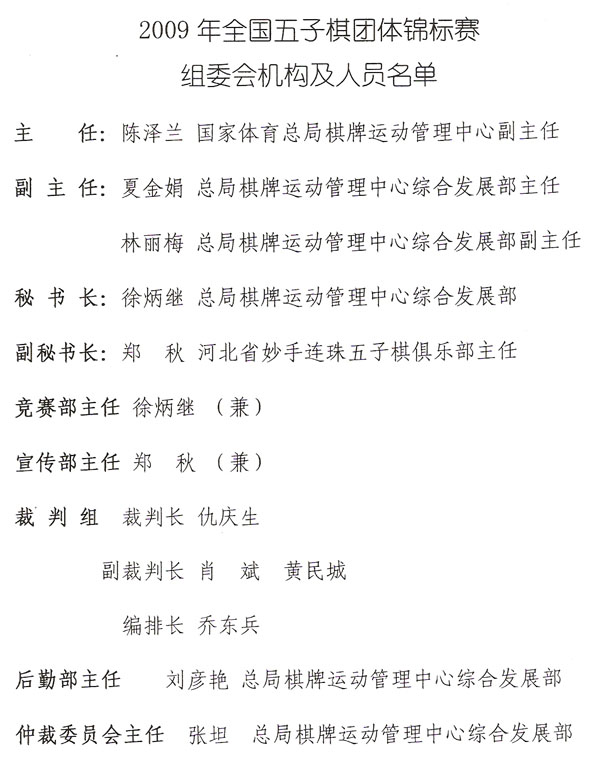 2009 年全国五子棋团体锦标赛
组委会机构及人员名单
主 任：陈泽兰 国家体育总局棋牌运动管理中心副主任
副 主 任：夏金娟 总局棋牌运动管理中心综合发展部主任
林丽梅 总局棋牌运动管理中心综合发展部副主任
秘 书 长：徐炳继 总局棋牌运动管理中心综合发展部
副秘书长：郑 秋 河北省妙手连珠五子棋俱乐部主任
竞赛部主任 徐炳继 （兼）
宣传部主任 郑 秋 （兼）
裁 判 组 裁判长 仇庆生
副裁判长 肖 斌 黄民城
编排长 乔东兵
后勤部主任 刘彦艳 总局棋牌运动管理中心综合发展部
仲裁委员会主任 张坦 总局棋牌运动管理中心综合发展部